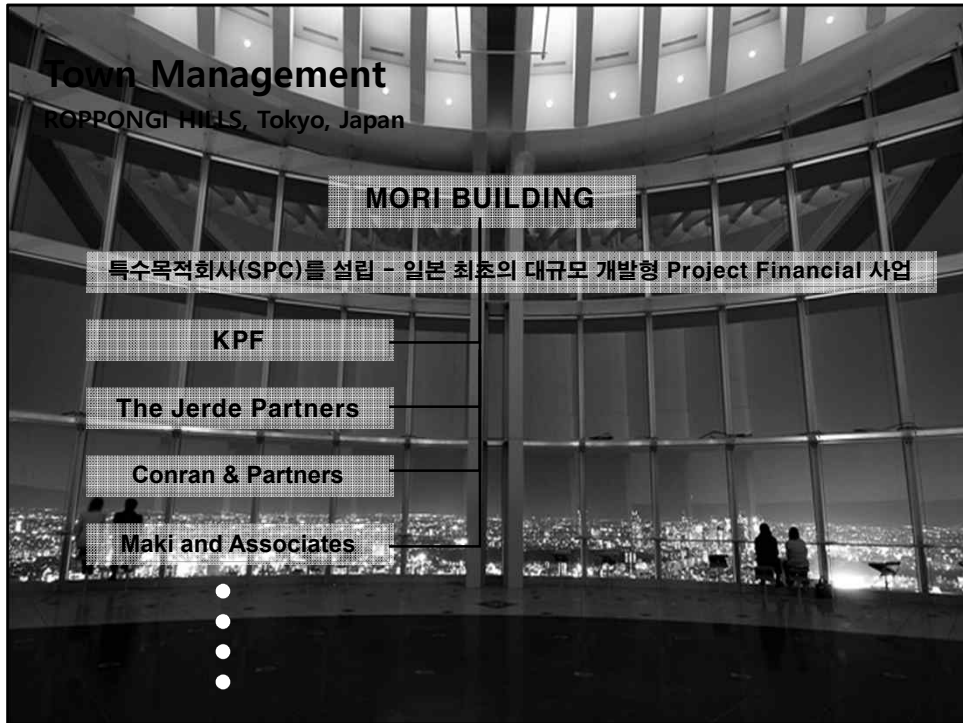 Town Management
ROPPONGI HILLS, Tokyo, Japan
MORI BUILDING
특수목적회사(SPC)를 설립 - 일본 최초의 대규모 개발형 Project Financial 사업
KPF
The Jerde Partners
Conran & Partners
Maki and Associates